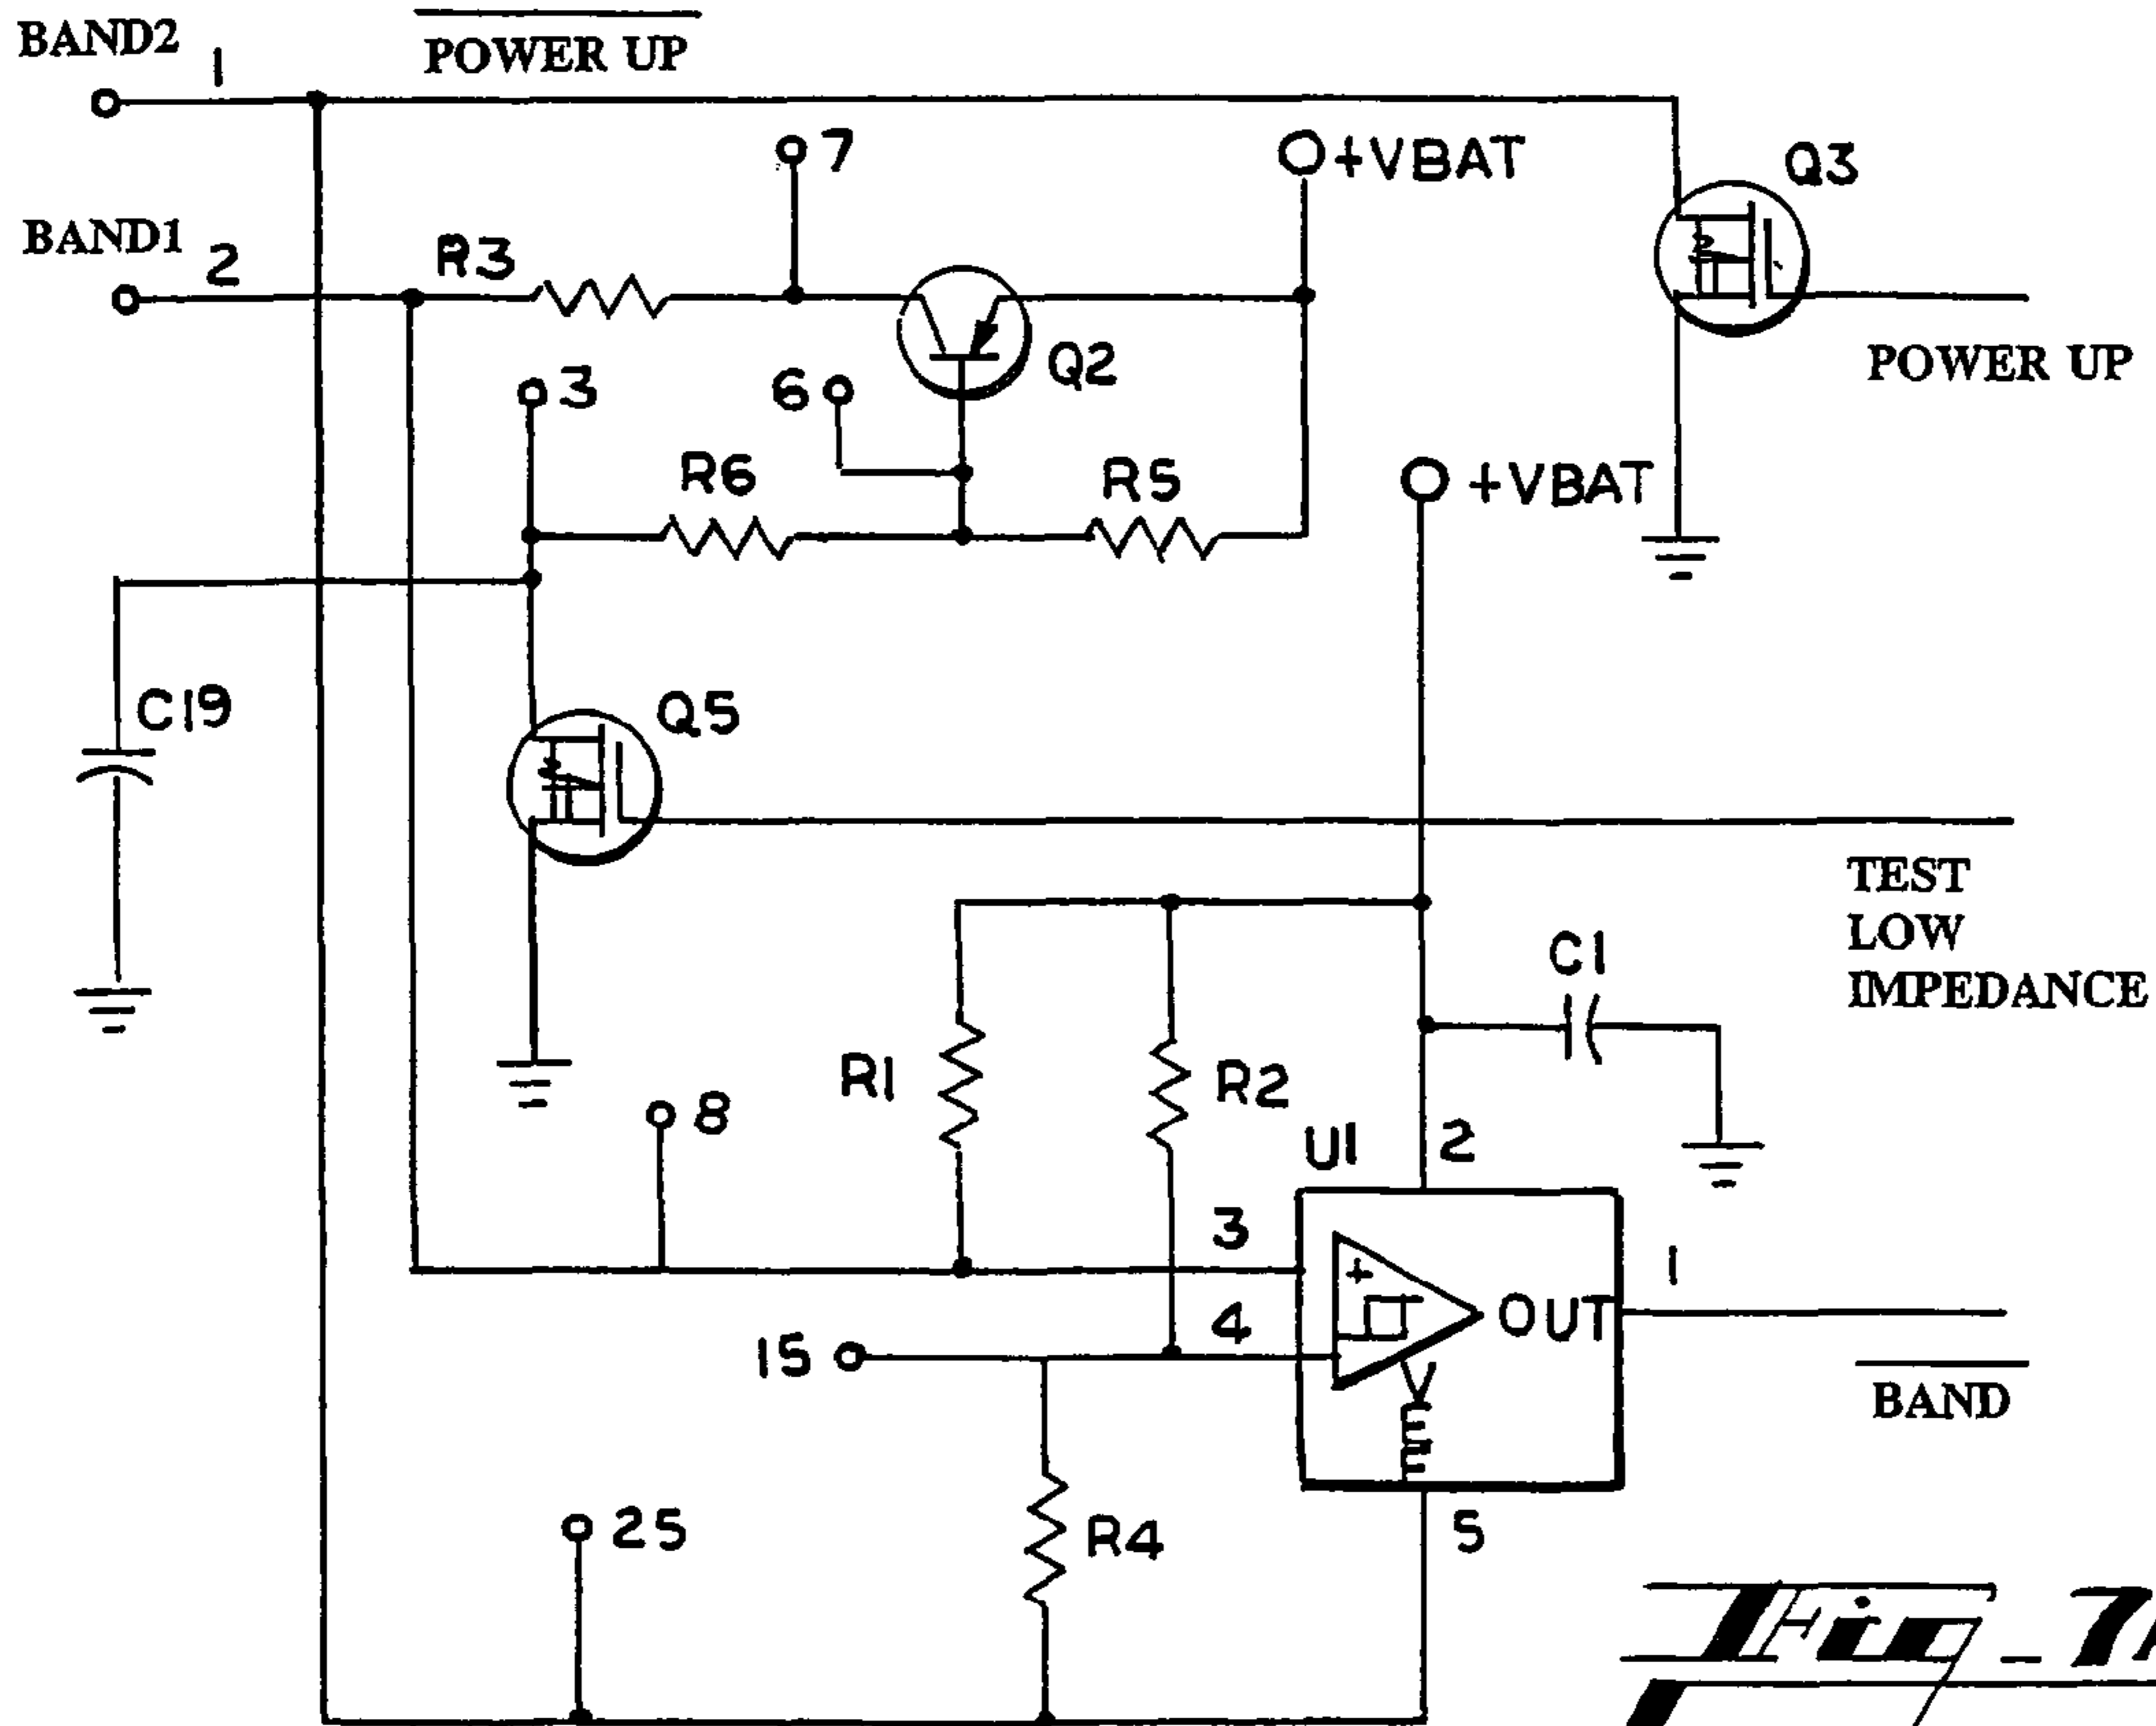 BAND2
1
POWER UP
7
+VBAT
Q3
BAND1
2
R3
Q2
POWER UP
3
6
R6
R5
+VBAT
C19
Q5
TEST
LOW
IMPEDANCE
C1
R1
R2
8
U1
2
3
+
1
4
OUT
15
VEE
BAND
25
R4
5
Fig_7